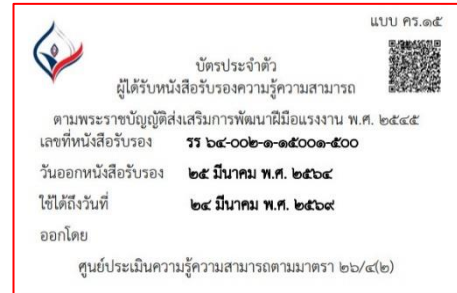 แบบ คร.๑๕
บัตรประจำตัว
ผู้ได้รับหนังสือรับรองความรู้ความสามารถ
ตามพระราชบัญญัติส่งเสริมการพัฒนาฝีมือแรงงาน พ.ศ. ๒๕๔๕
เลขที่หนังสือรับรอง รร ๖๔-๐๐๒-๑-๑๕๐๐๑-๕๐๐
วันออกหนังสือรับรอง ๒๕ มีนาคม พ.ศ. ๒๕๖๔
ใช้ได้ถึงวันที่ ๒๔ มีนาคม พ.ศ. ๒๕๖๙
ออกโดย
ศูนย์ประเมินความรู้ความสามารถตามมาตรา ๒๖/๔(๒)